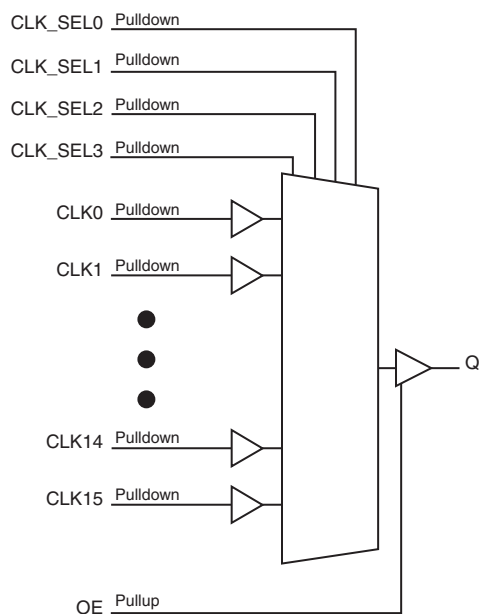 CLK_SEL0 Pulldown
CLK_SEL1 Pulldown
CLK_SEL2 Pulldown
CLK_SEL3 Pulldown
CLK0 Pulldown
CLK1 Pulldown
Q
CLK14 Pulldown
CLK15 Pulldown
OE Pullup